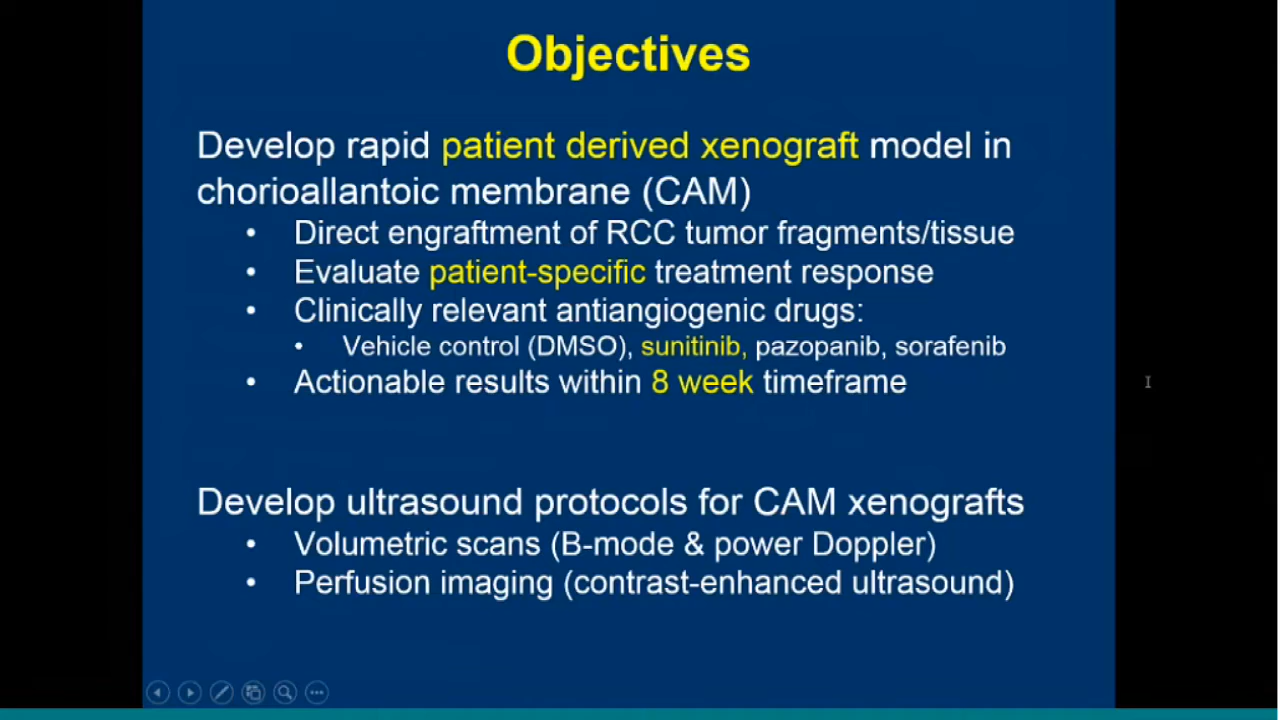 Objectives
Develop rapid patient derived xenograft model in
chorioallantoic membrane (CAM)
• Direct engraftment of RCC tumor fragments/tissue
• Evaluate patient-specific treatment response
• Clinically relevant antiangiogenic drugs:
• Vehicle control (DMSO), sunitinib, pazopanib, sorafenib
• Actionable results within 8 week timeframe
Develop ultrasound protocols for CAM xenografts
• Volumetric scans (B-mode & power Doppler)
• Perfusion imaging (contrast-enhanced ultrasound)